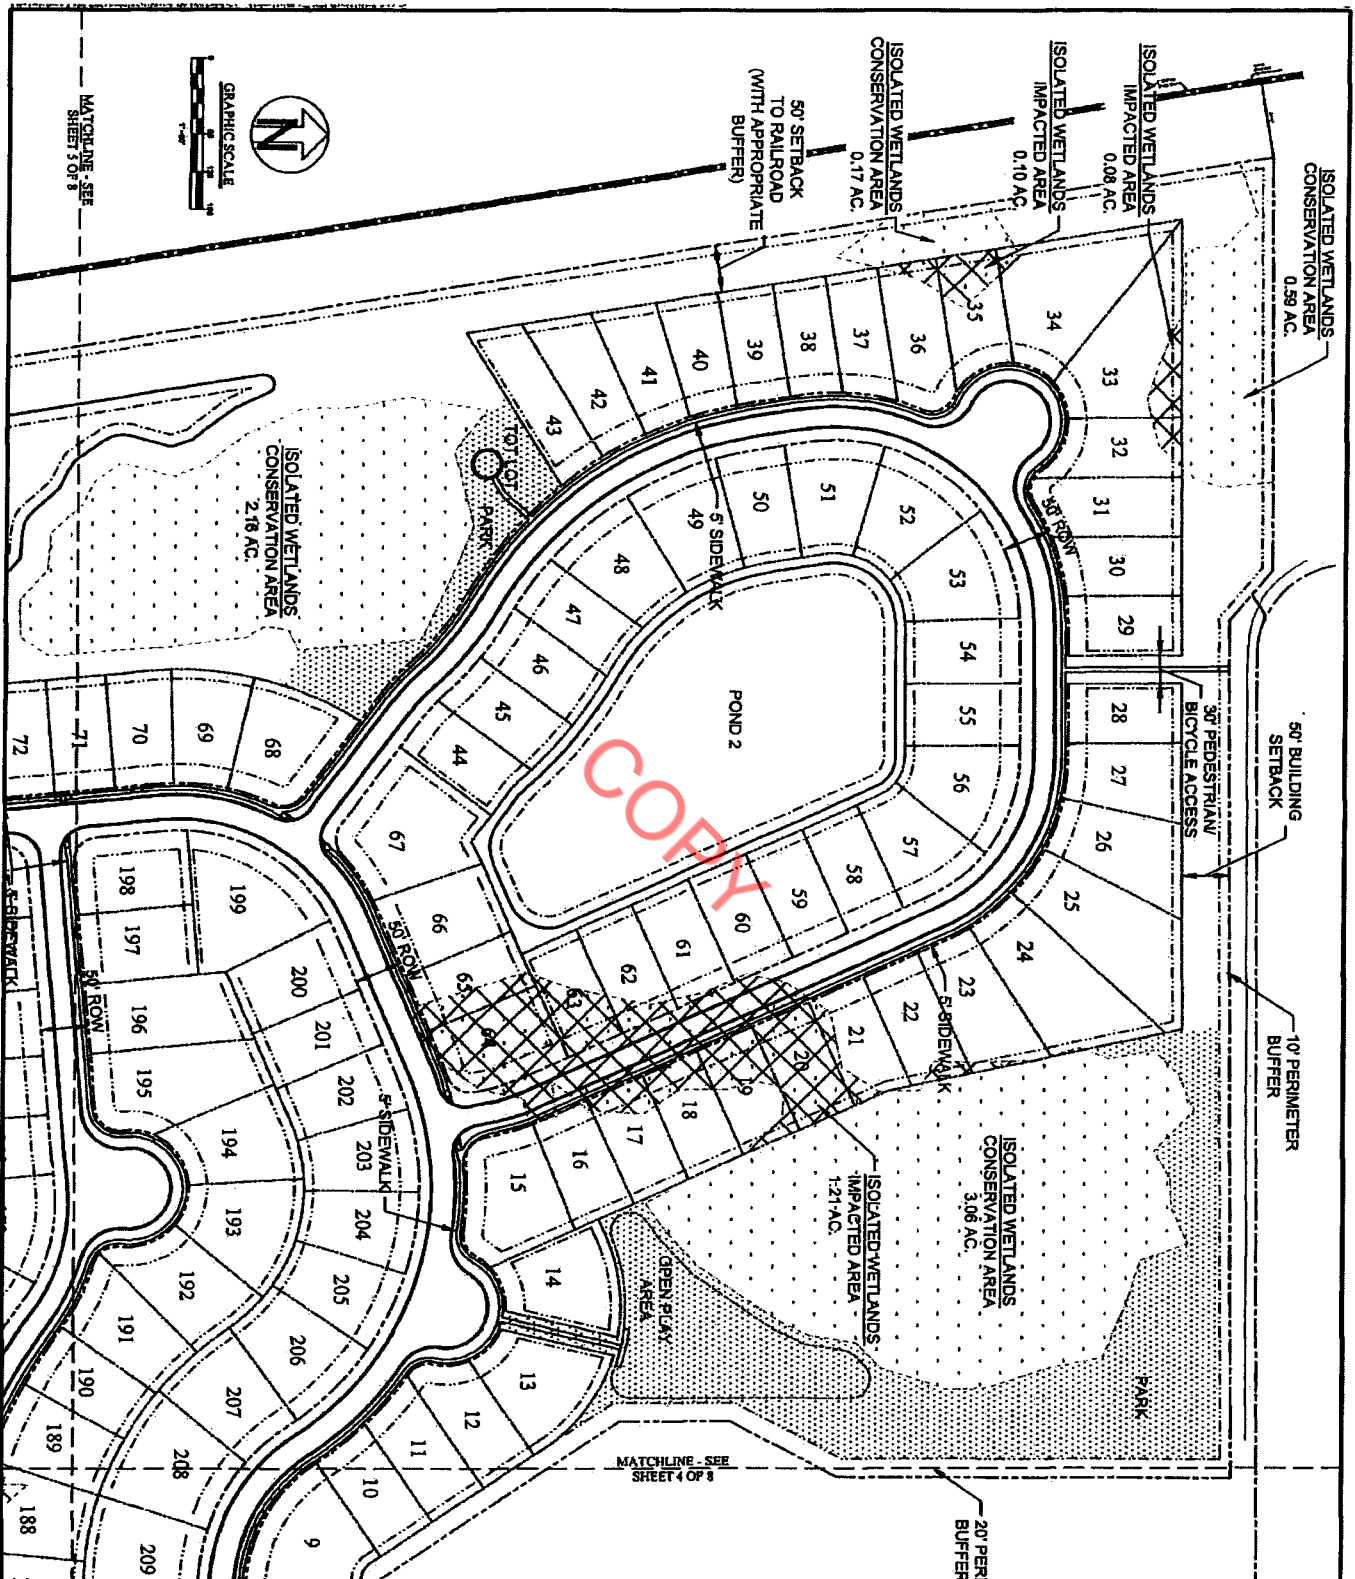 ISOLATED WETLANDS
CONSERVATION AREA
0.59 AC.
ISOLATED WETLANDS
IMPACTED AREA
0.08 AC.
ISOLATED WETLANDS
IMPACTED AREA
0.10 AC.
ISOLATED WETLANDS
CONSERVATION AREA
0.17 AC.
50' SETBACK
TO RAILROAD
(WITH APPROPRIATE
BUFFER)
N
GRAPHIC SCALE
MATCHLINE - SEE
SHEET 5 OF 8
34
33
35
36
37
38
39
40
41
42
43
32
31
30
29
50' ROW
TOT LOT
PARK
ISOLATED WETLANDS
CONSERVATION AREA
2.18 AC.
5' SIDEWALK
49
50
51
52
53
54
55
56
57
58
59
60
61
62
63
64
65
66
67
44
45
46
47
48
POND 2
COPY
28
27
26
25
24
23
22
21
20
19
18
17
16
15
14
13
12
11
10
9
30' PEDESTRIAN/
BICYCLE ACCESS
50' BUILDING
SETBACK
10' PERIMETER
BUFFER
5' SIDEWALK
50' ROW
68
69
70
71
72
198
197
196
195
199
200
201
202
203
204
205
206
207
208
209
194
193
192
191
190
189
188
5' SIDEWALK
50' ROW
5' SIDEWALK
ISOLATED WETLANDS
CONSERVATION AREA
3.06 AC.
ISOLATED WETLANDS
IMPACTED AREA
1.21 AC.
OPEN PLAY
AREA
PARK
MATCHLINE - SEE
SHEET 4 OF 8
20' PERI
BUFFER